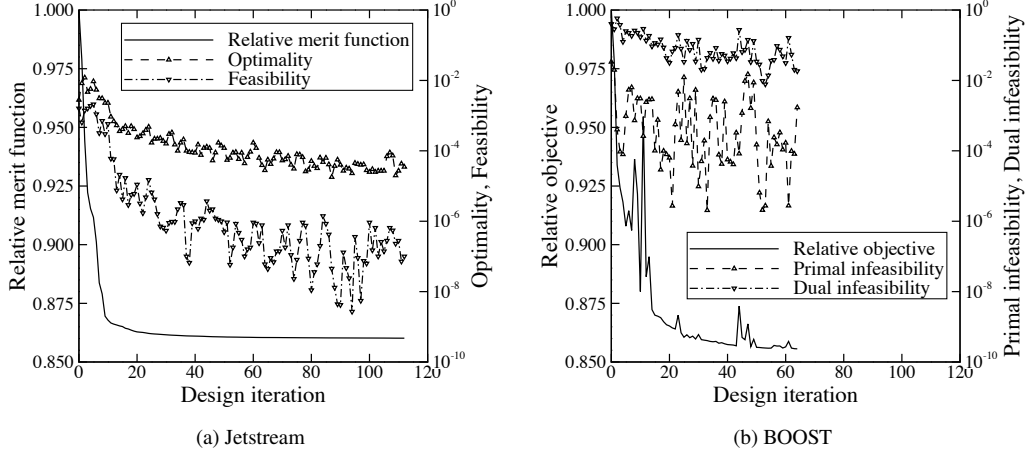 1.000
0.975
0.950
0.925
0.900
0.875
0.850
Relative merit function
10^0
10^-2
10^-4
10^-6
10^-8
10^-10
Optimality, Feasibility
Relative merit function
Optimality
Feasibility
0 20 40 60 80 100 120
Design iteration
(a) Jetstream
1.000
0.975
0.950
0.925
0.900
0.875
0.850
Relative objective
10^0
10^-2
10^-4
10^-6
10^-8
10^-10
Primal infeasibility, Dual infeasibility
Relative objective
Primal infeasibility
Dual infeasibility
0 20 40 60 80 100 120
Design iteration
(b) BOOST